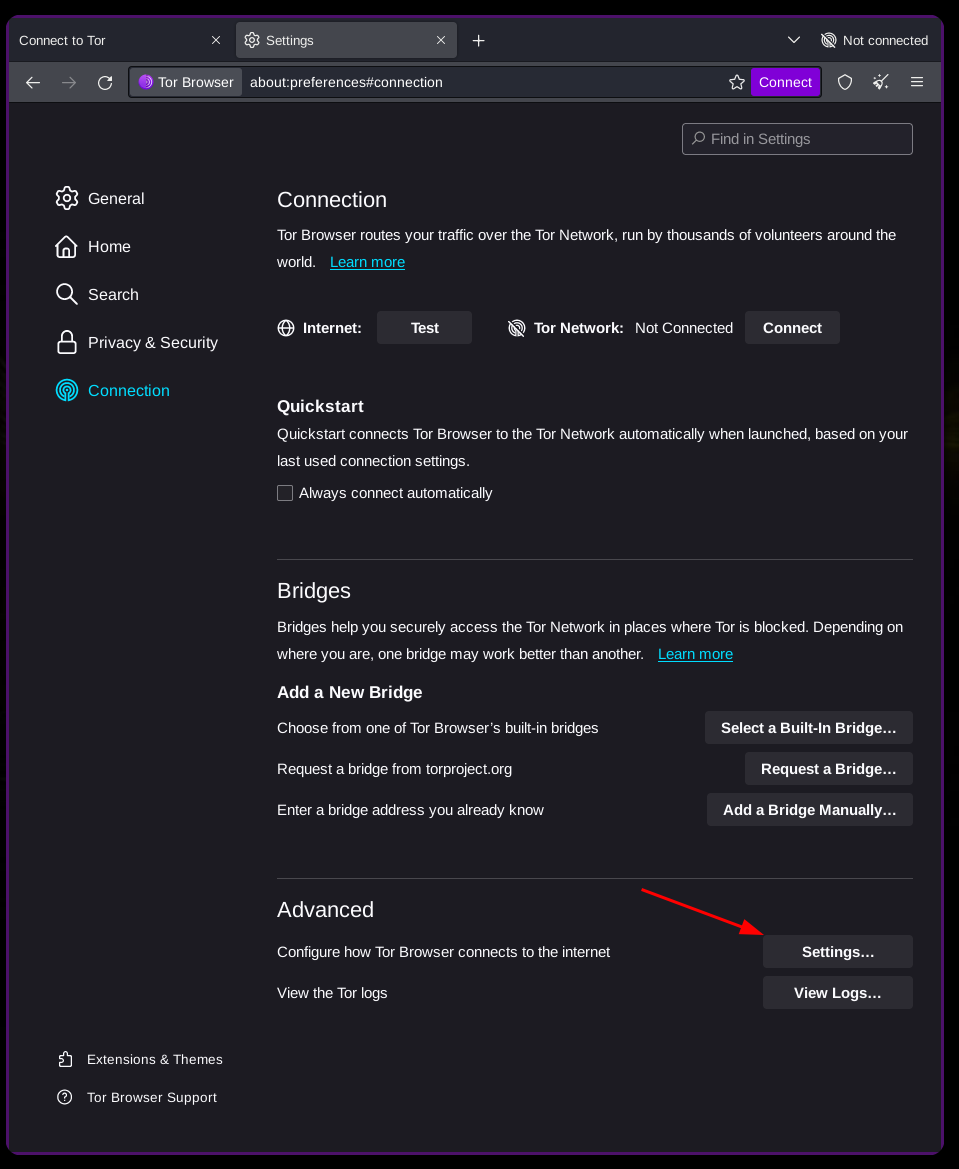 Connect to Tor
Settings
Not connected
Tor Browser
about:preferences#connection
Connect
Find in Settings
General
Home
Search
Privacy & Security
Connection
Connection
Tor Browser routes your traffic over the Tor Network, run by thousands of volunteers around the
world. Learn more
Internet: Test Tor Network: Not Connected Connect
Quickstart
Quickstart connects Tor Browser to the Tor Network automatically when launched, based on your
last used connection settings.
Always connect automatically
Bridges
Bridges help you securely access the Tor Network in places where Tor is blocked. Depending on
where you are, one bridge may work better than another. Learn more
Add a New Bridge
Choose from one of Tor Browser’s built-in bridges Select a Built-In Bridge…
Request a bridge from torproject.org Request a Bridge…
Enter a bridge address you already know Add a Bridge Manually…
Advanced
Configure how Tor Browser connects to the internet Settings…
View the Tor logs View Logs…
Extensions & Themes
Tor Browser Support